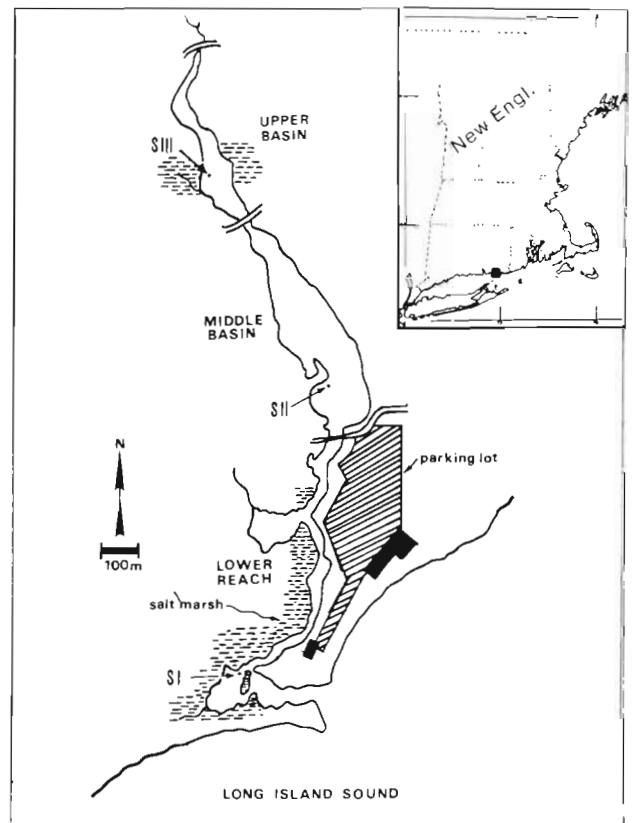 UPPER
BASIN
SIII
New Engl.
MIDDLE
BASIN
SII
N
parking lot
100m
LOWER
REACH
salt marsh
SI
LONG ISLAND SOUND